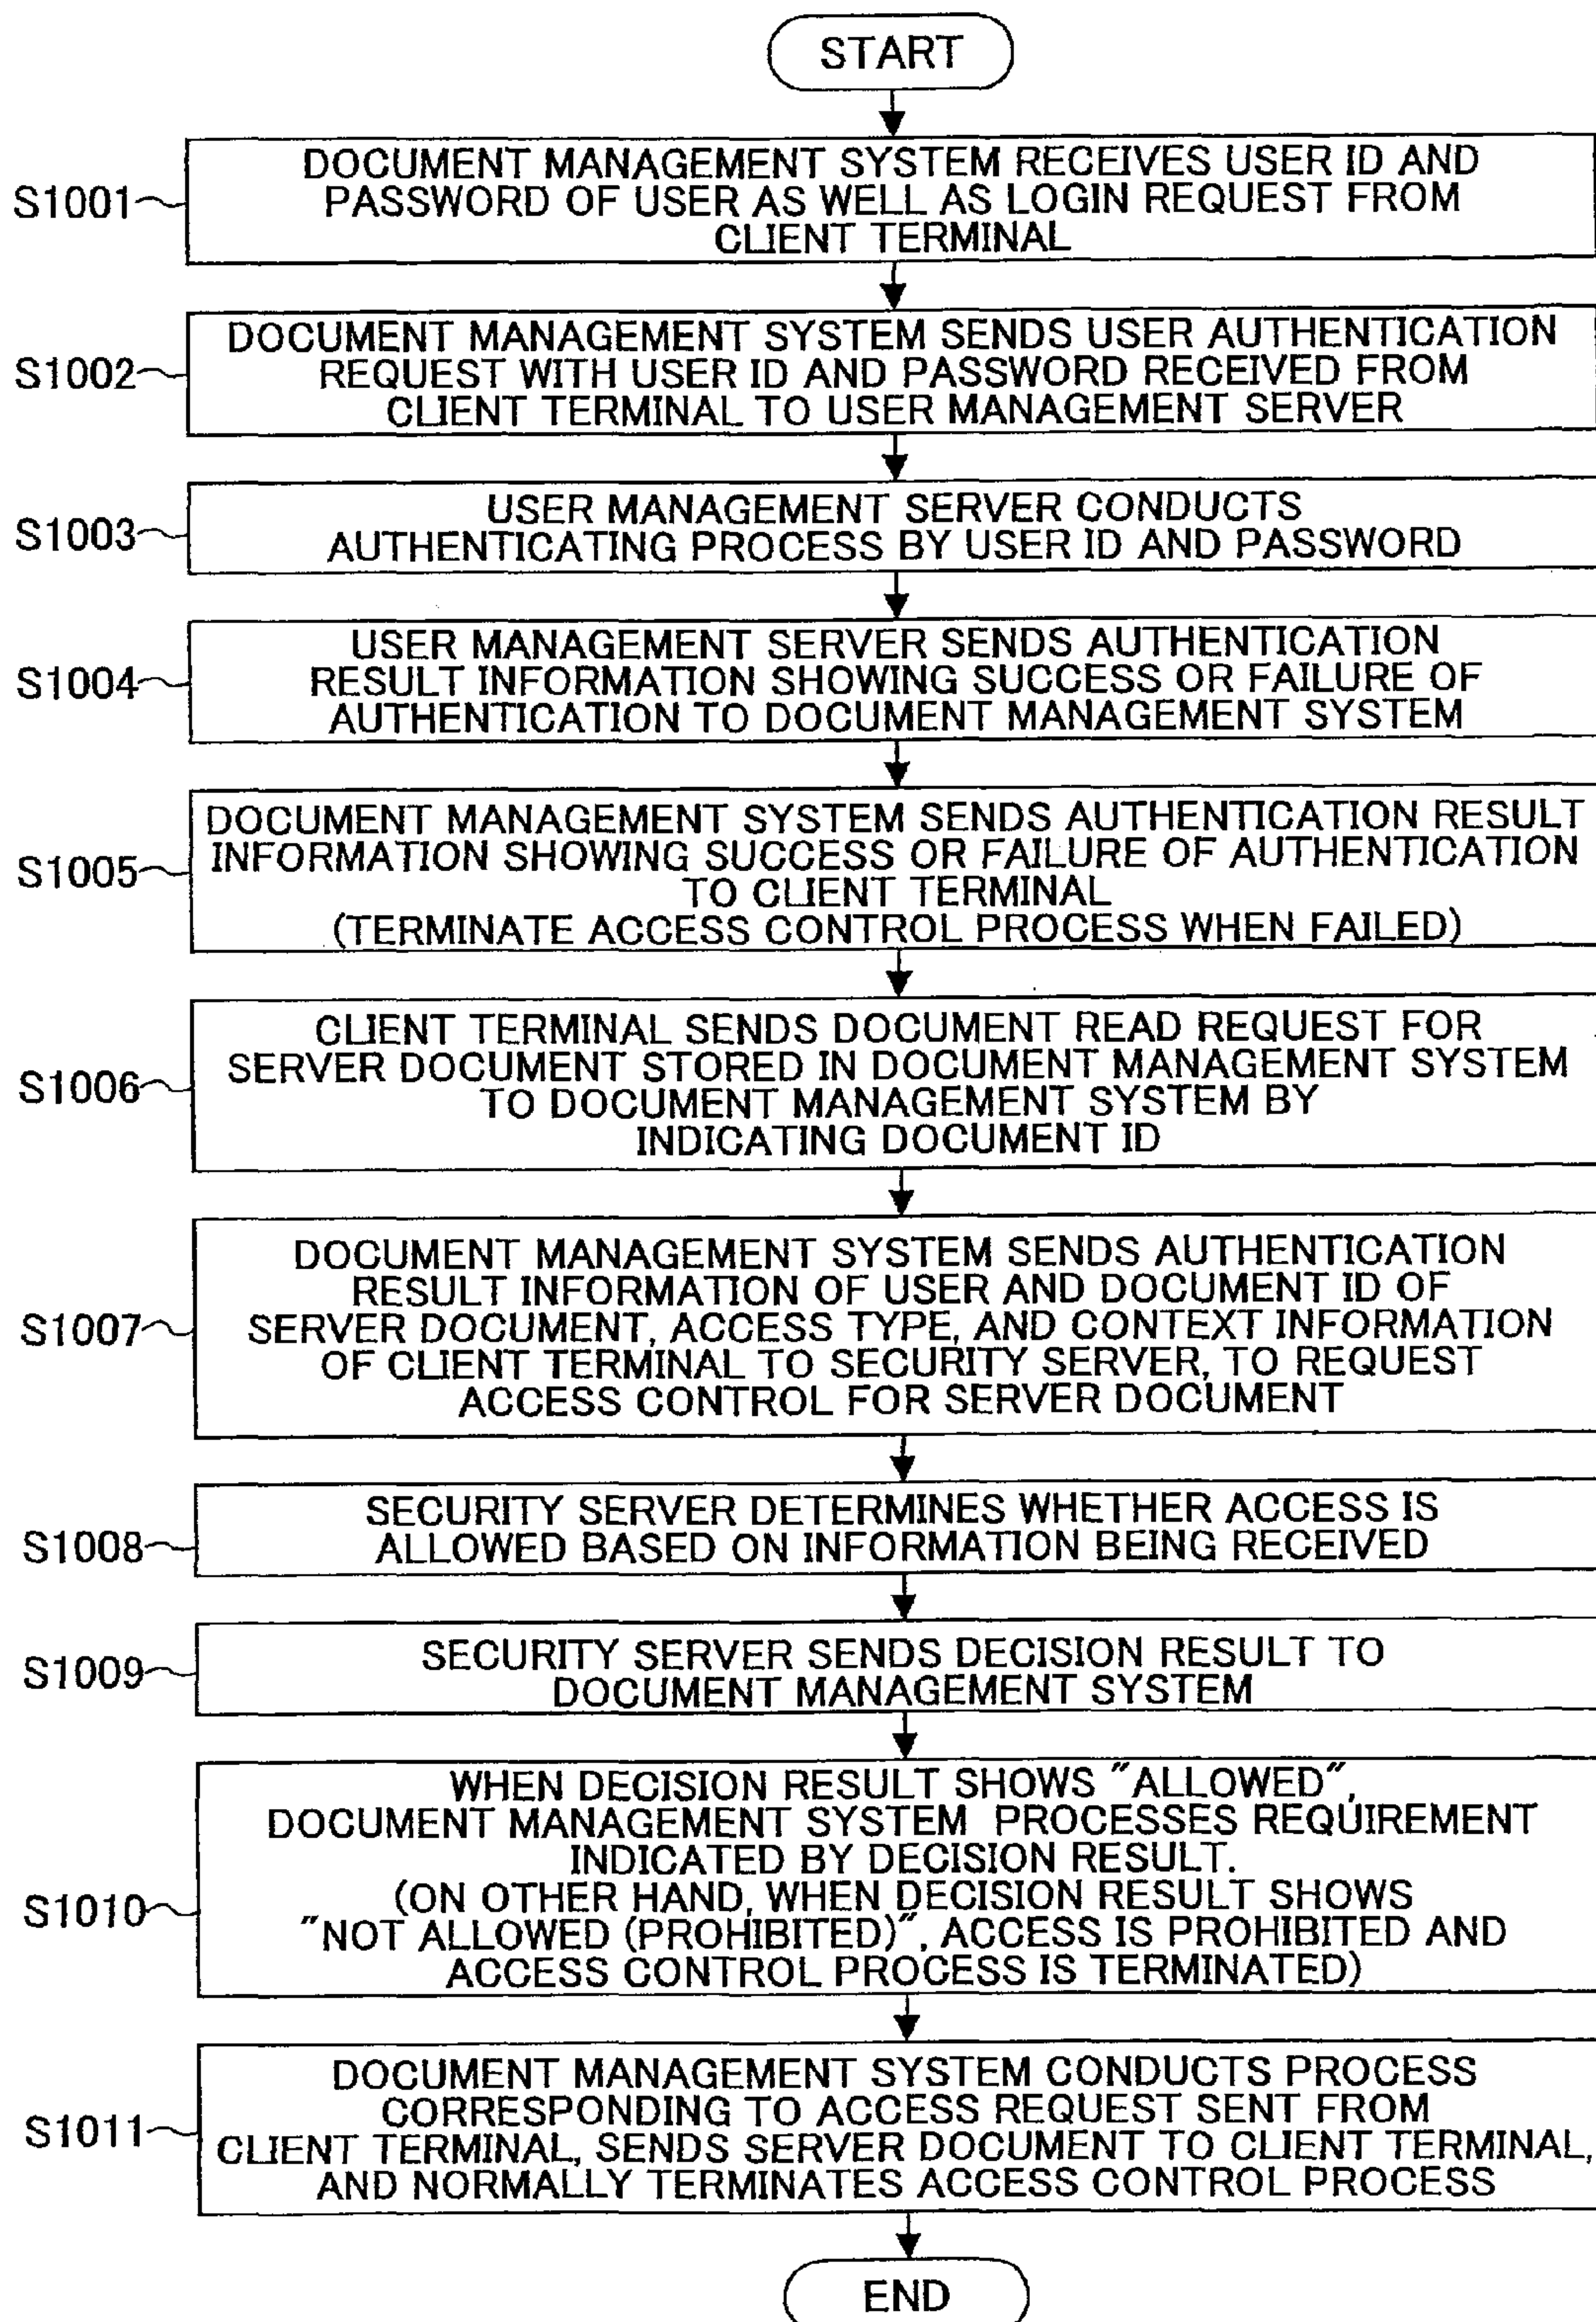 START
S1001
DOCUMENT MANAGEMENT SYSTEM RECEIVES USER ID AND
PASSWORD OF USER AS WELL AS LOGIN REQUEST FROM
CLIENT TERMINAL
S1002
DOCUMENT MANAGEMENT SYSTEM SENDS USER AUTHENTICATION
REQUEST WITH USER ID AND PASSWORD RECEIVED FROM
CLIENT TERMINAL TO USER MANAGEMENT SERVER
S1003
USER MANAGEMENT SERVER CONDUCTS
AUTHENTICATING PROCESS BY USER ID AND PASSWORD
S1004
USER MANAGEMENT SERVER SENDS AUTHENTICATION
RESULT INFORMATION SHOWING SUCCESS OR FAILURE OF
AUTHENTICATION TO DOCUMENT MANAGEMENT SYSTEM
S1005
DOCUMENT MANAGEMENT SYSTEM SENDS AUTHENTICATION RESULT
INFORMATION SHOWING SUCCESS OR FAILURE OF AUTHENTICATION
TO CLIENT TERMINAL
(TERMINATE ACCESS CONTROL PROCESS WHEN FAILED)
S1006
CLIENT TERMINAL SENDS DOCUMENT READ REQUEST FOR
SERVER DOCUMENT STORED IN DOCUMENT MANAGEMENT SYSTEM
TO DOCUMENT MANAGEMENT SYSTEM BY
INDICATING DOCUMENT ID
S1007
DOCUMENT MANAGEMENT SYSTEM SENDS AUTHENTICATION
RESULT INFORMATION OF USER AND DOCUMENT ID OF
SERVER DOCUMENT, ACCESS TYPE, AND CONTEXT INFORMATION
OF CLIENT TERMINAL TO SECURITY SERVER, TO REQUEST
ACCESS CONTROL FOR SERVER DOCUMENT
S1008
SECURITY SERVER DETERMINES WHETHER ACCESS IS
ALLOWED BASED ON INFORMATION BEING RECEIVED
S1009
SECURITY SERVER SENDS DECISION RESULT TO
DOCUMENT MANAGEMENT SYSTEM
S1010
WHEN DECISION RESULT SHOWS "ALLOWED",
DOCUMENT MANAGEMENT SYSTEM PROCESSES REQUIREMENT
INDICATED BY DECISION RESULT.
(ON OTHER HAND, WHEN DECISION RESULT SHOWS
"NOT ALLOWED (PROHIBITED)", ACCESS IS PROHIBITED AND
ACCESS CONTROL PROCESS IS TERMINATED)
S1011
DOCUMENT MANAGEMENT SYSTEM CONDUCTS PROCESS
CORRESPONDING TO ACCESS REQUEST SENT FROM
CLIENT TERMINAL, SENDS SERVER DOCUMENT TO CLIENT TERMINAL,
AND NORMALLY TERMINATES ACCESS CONTROL PROCESS
END